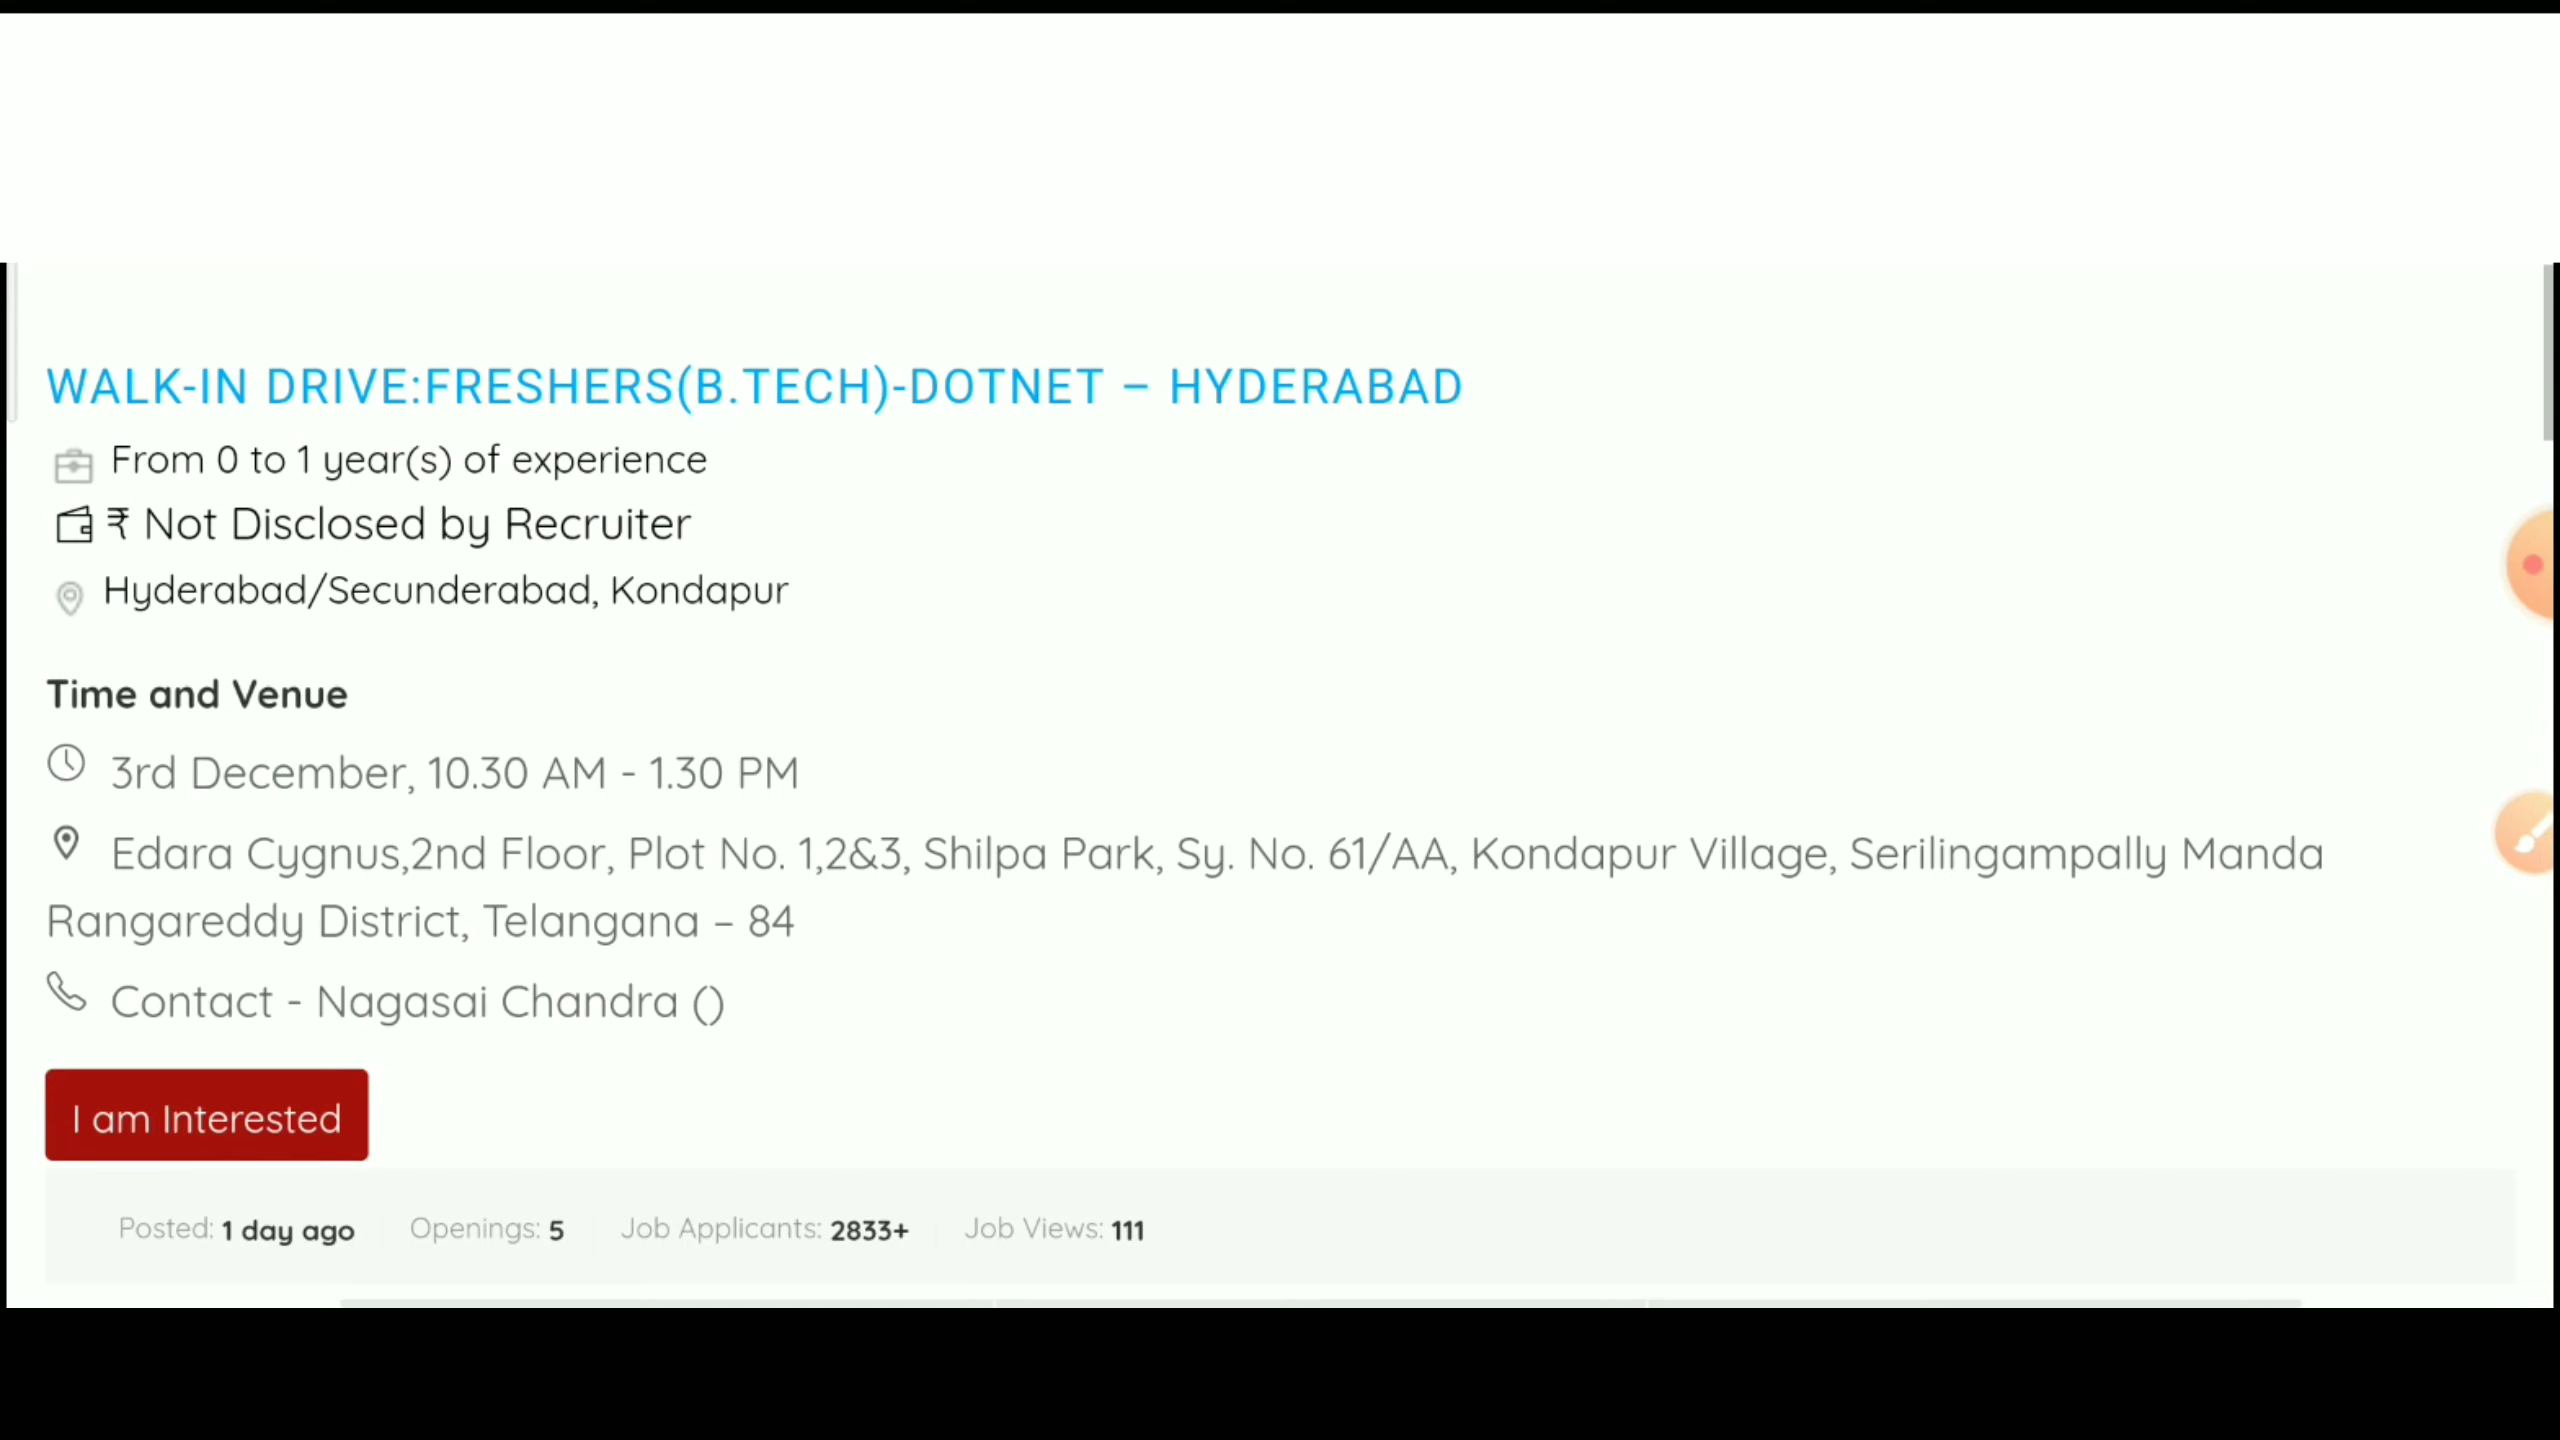 WALK-IN DRIVE:FRESHERS(B.TECH)-DOTNET – HYDERABAD
From 0 to 1 year(s) of experience
₹ Not Disclosed by Recruiter
Hyderabad/Secunderabad, Kondapur
Time and Venue
3rd December, 10.30 AM - 1.30 PM
Edara Cygnus,2nd Floor, Plot No. 1,2&3, Shilpa Park, Sy. No. 61/AA, Kondapur Village, Serilingampally Manda
Rangareddy District, Telangana – 84
Contact - Nagasai Chandra ()
I am Interested
Posted: 1 day ago Openings: 5 Job Applicants: 2833+ Job Views: 111